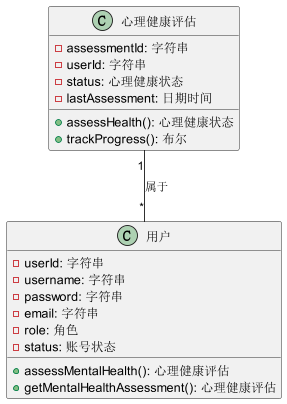 C 心理健康评估
assessmentId: 字符串
userId: 字符串
status: 心理健康状态
lastAssessment: 日期时间
assessHealth(): 心理健康状态
trackProgress(): 布尔
1
属于
*
C 用户
userId: 字符串
username: 字符串
password: 字符串
email: 字符串
role: 角色
status: 账号状态
assessMentalHealth(): 心理健康评估
getMentalHealthAssessment(): 心理健康评估